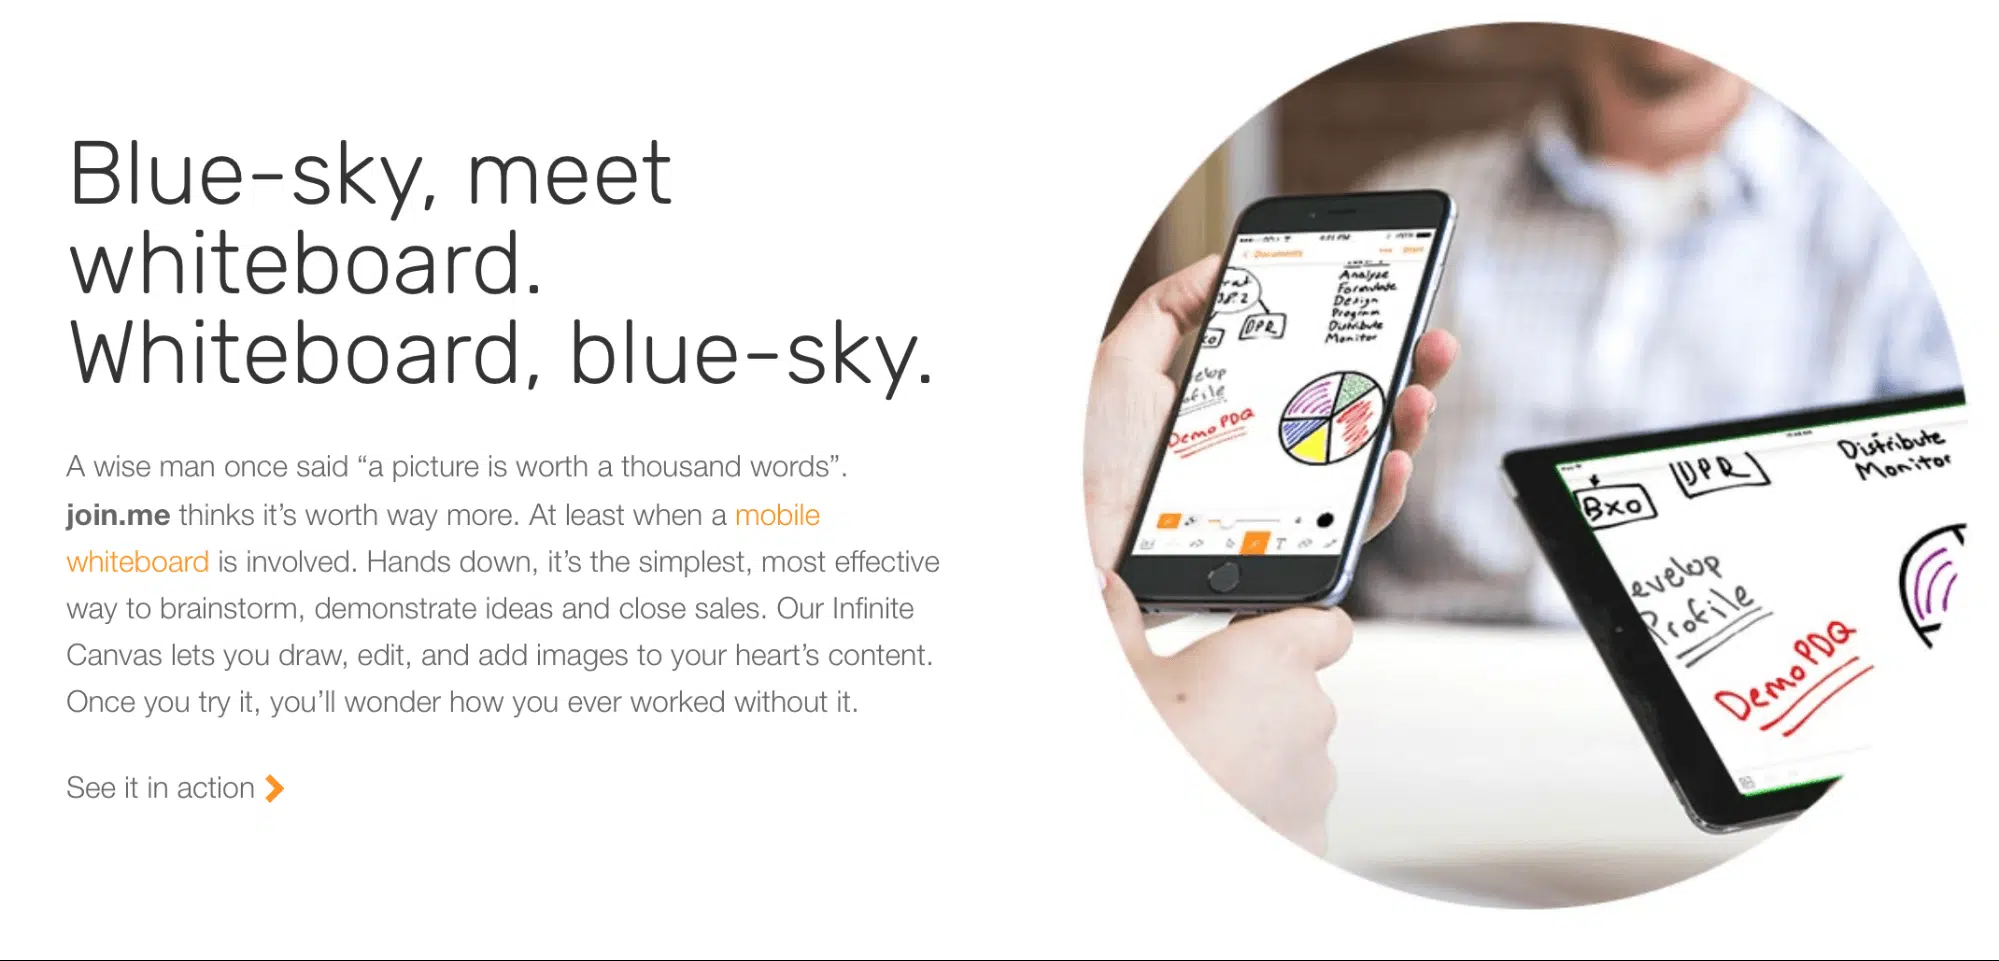 Blue-sky, meet
whiteboard.
Whiteboard, blue-sky.
A wise man once said “a picture is worth a thousand words”.
join.me thinks it’s worth way more. At least when a mobile
whiteboard is involved. Hands down, it’s the simplest, most effective
way to brainstorm, demonstrate ideas and close sales. Our Infinite
Canvas lets you draw, edit, and add images to your heart’s content.
Once you try it, you’ll wonder how you ever worked without it.
See it in action
Documents
Analyze
Formulate
Design
Program
Distribute
Monitor
DPR
Demo PDQ
Distribute
Monitor
DPR
Bxo
evelop
Profile
Demo PDQ